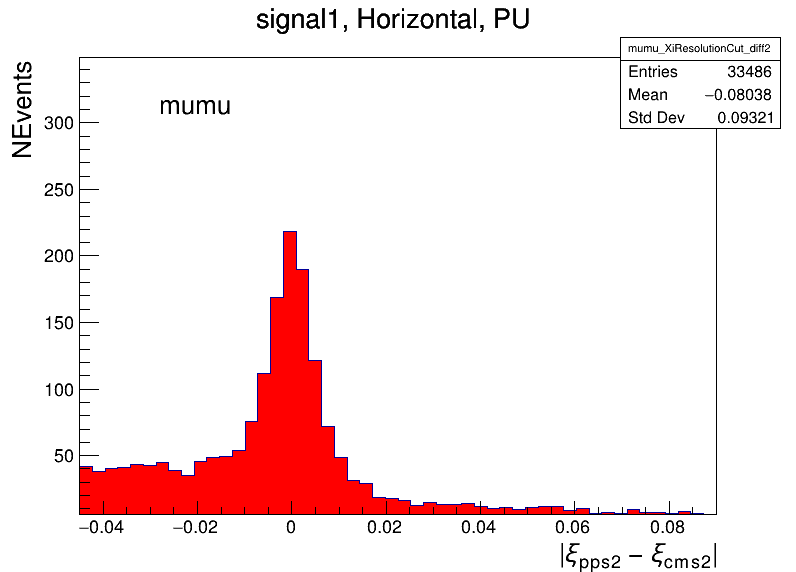 signal1, Horizontal, PU
mumu_XiResolutionCut_diff2
Entries 33486
Mean −0.08038
Std Dev 0.09321
NEvents
mumu
300
250
200
150
100
50
−0.04 −0.02 0 0.02 0.04 0.06 0.08
|ξpps2 − ξcms2|